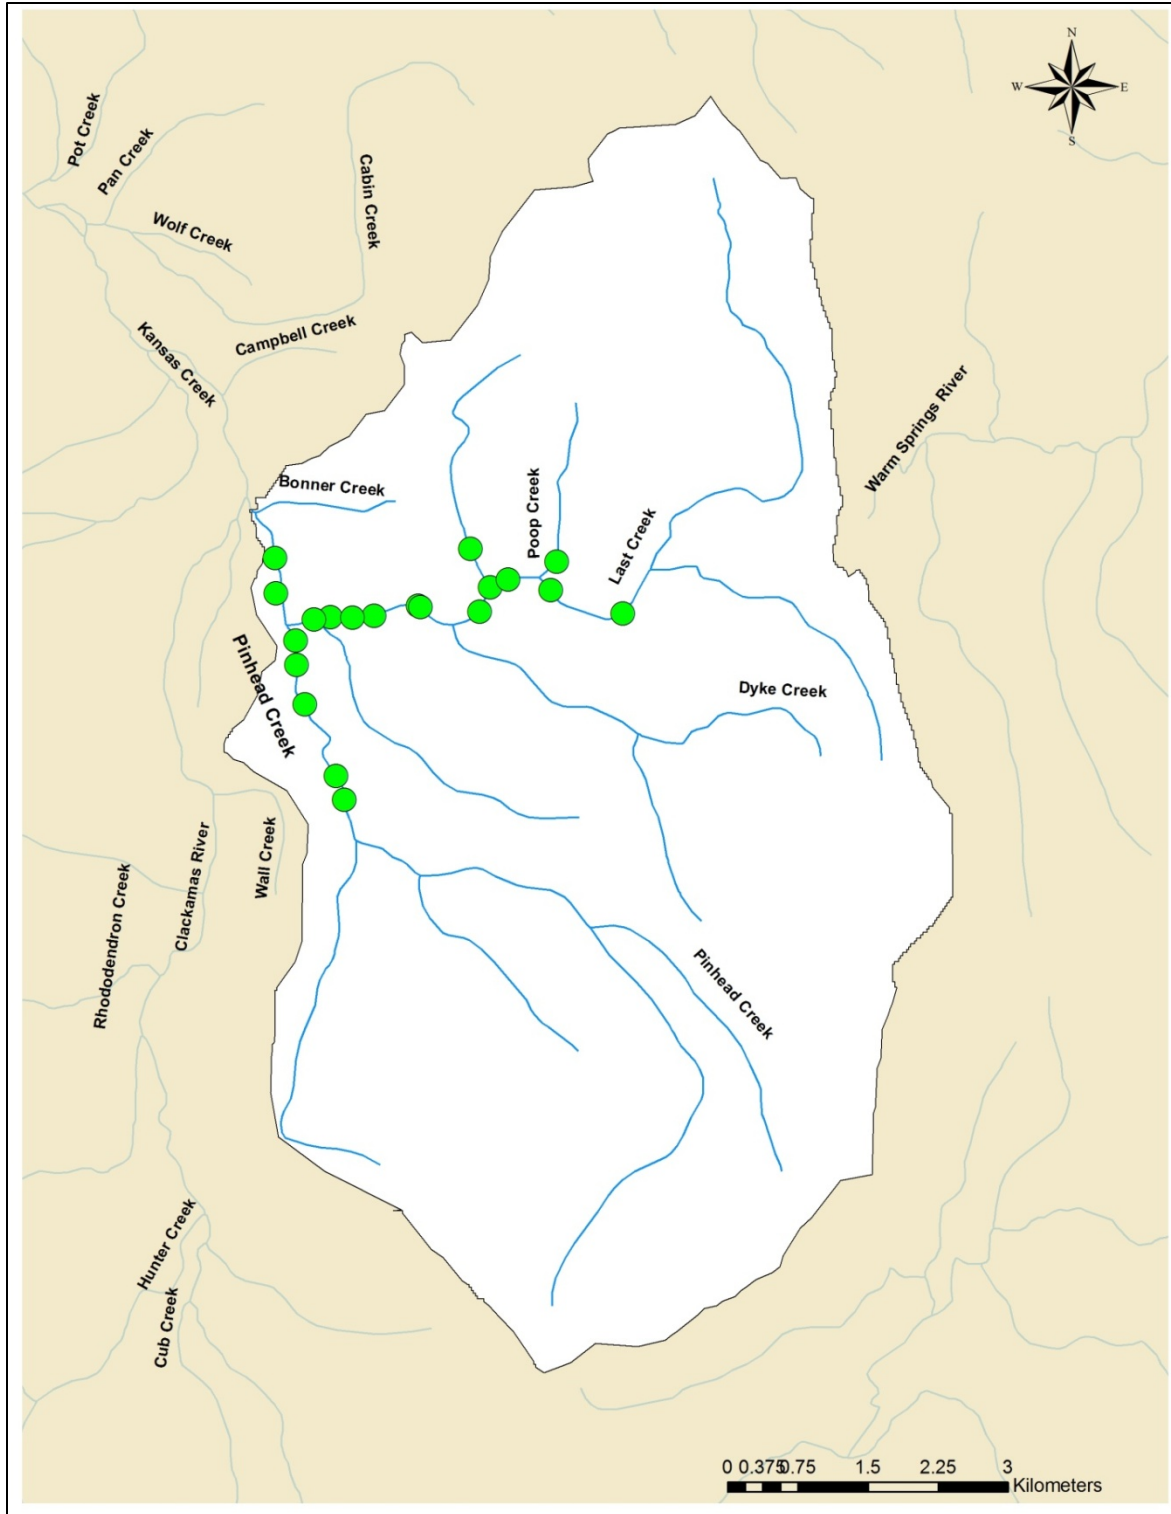 N
W E
S
Pot Creek
Pan Creek
Wolf Creek
Cabin Creek
Kansas Creek
Campbell Creek
Warm Springs River
Bonner Creek
Poop Creek
Last Creek
Pinhead Creek
Dyke Creek
Wall Creek
Clackamas River
Rhododendron Creek
Pinhead Creek
Hunter Creek
Cub Creek
0 0.375 0.75 1.5 2.25 3
Kilometers